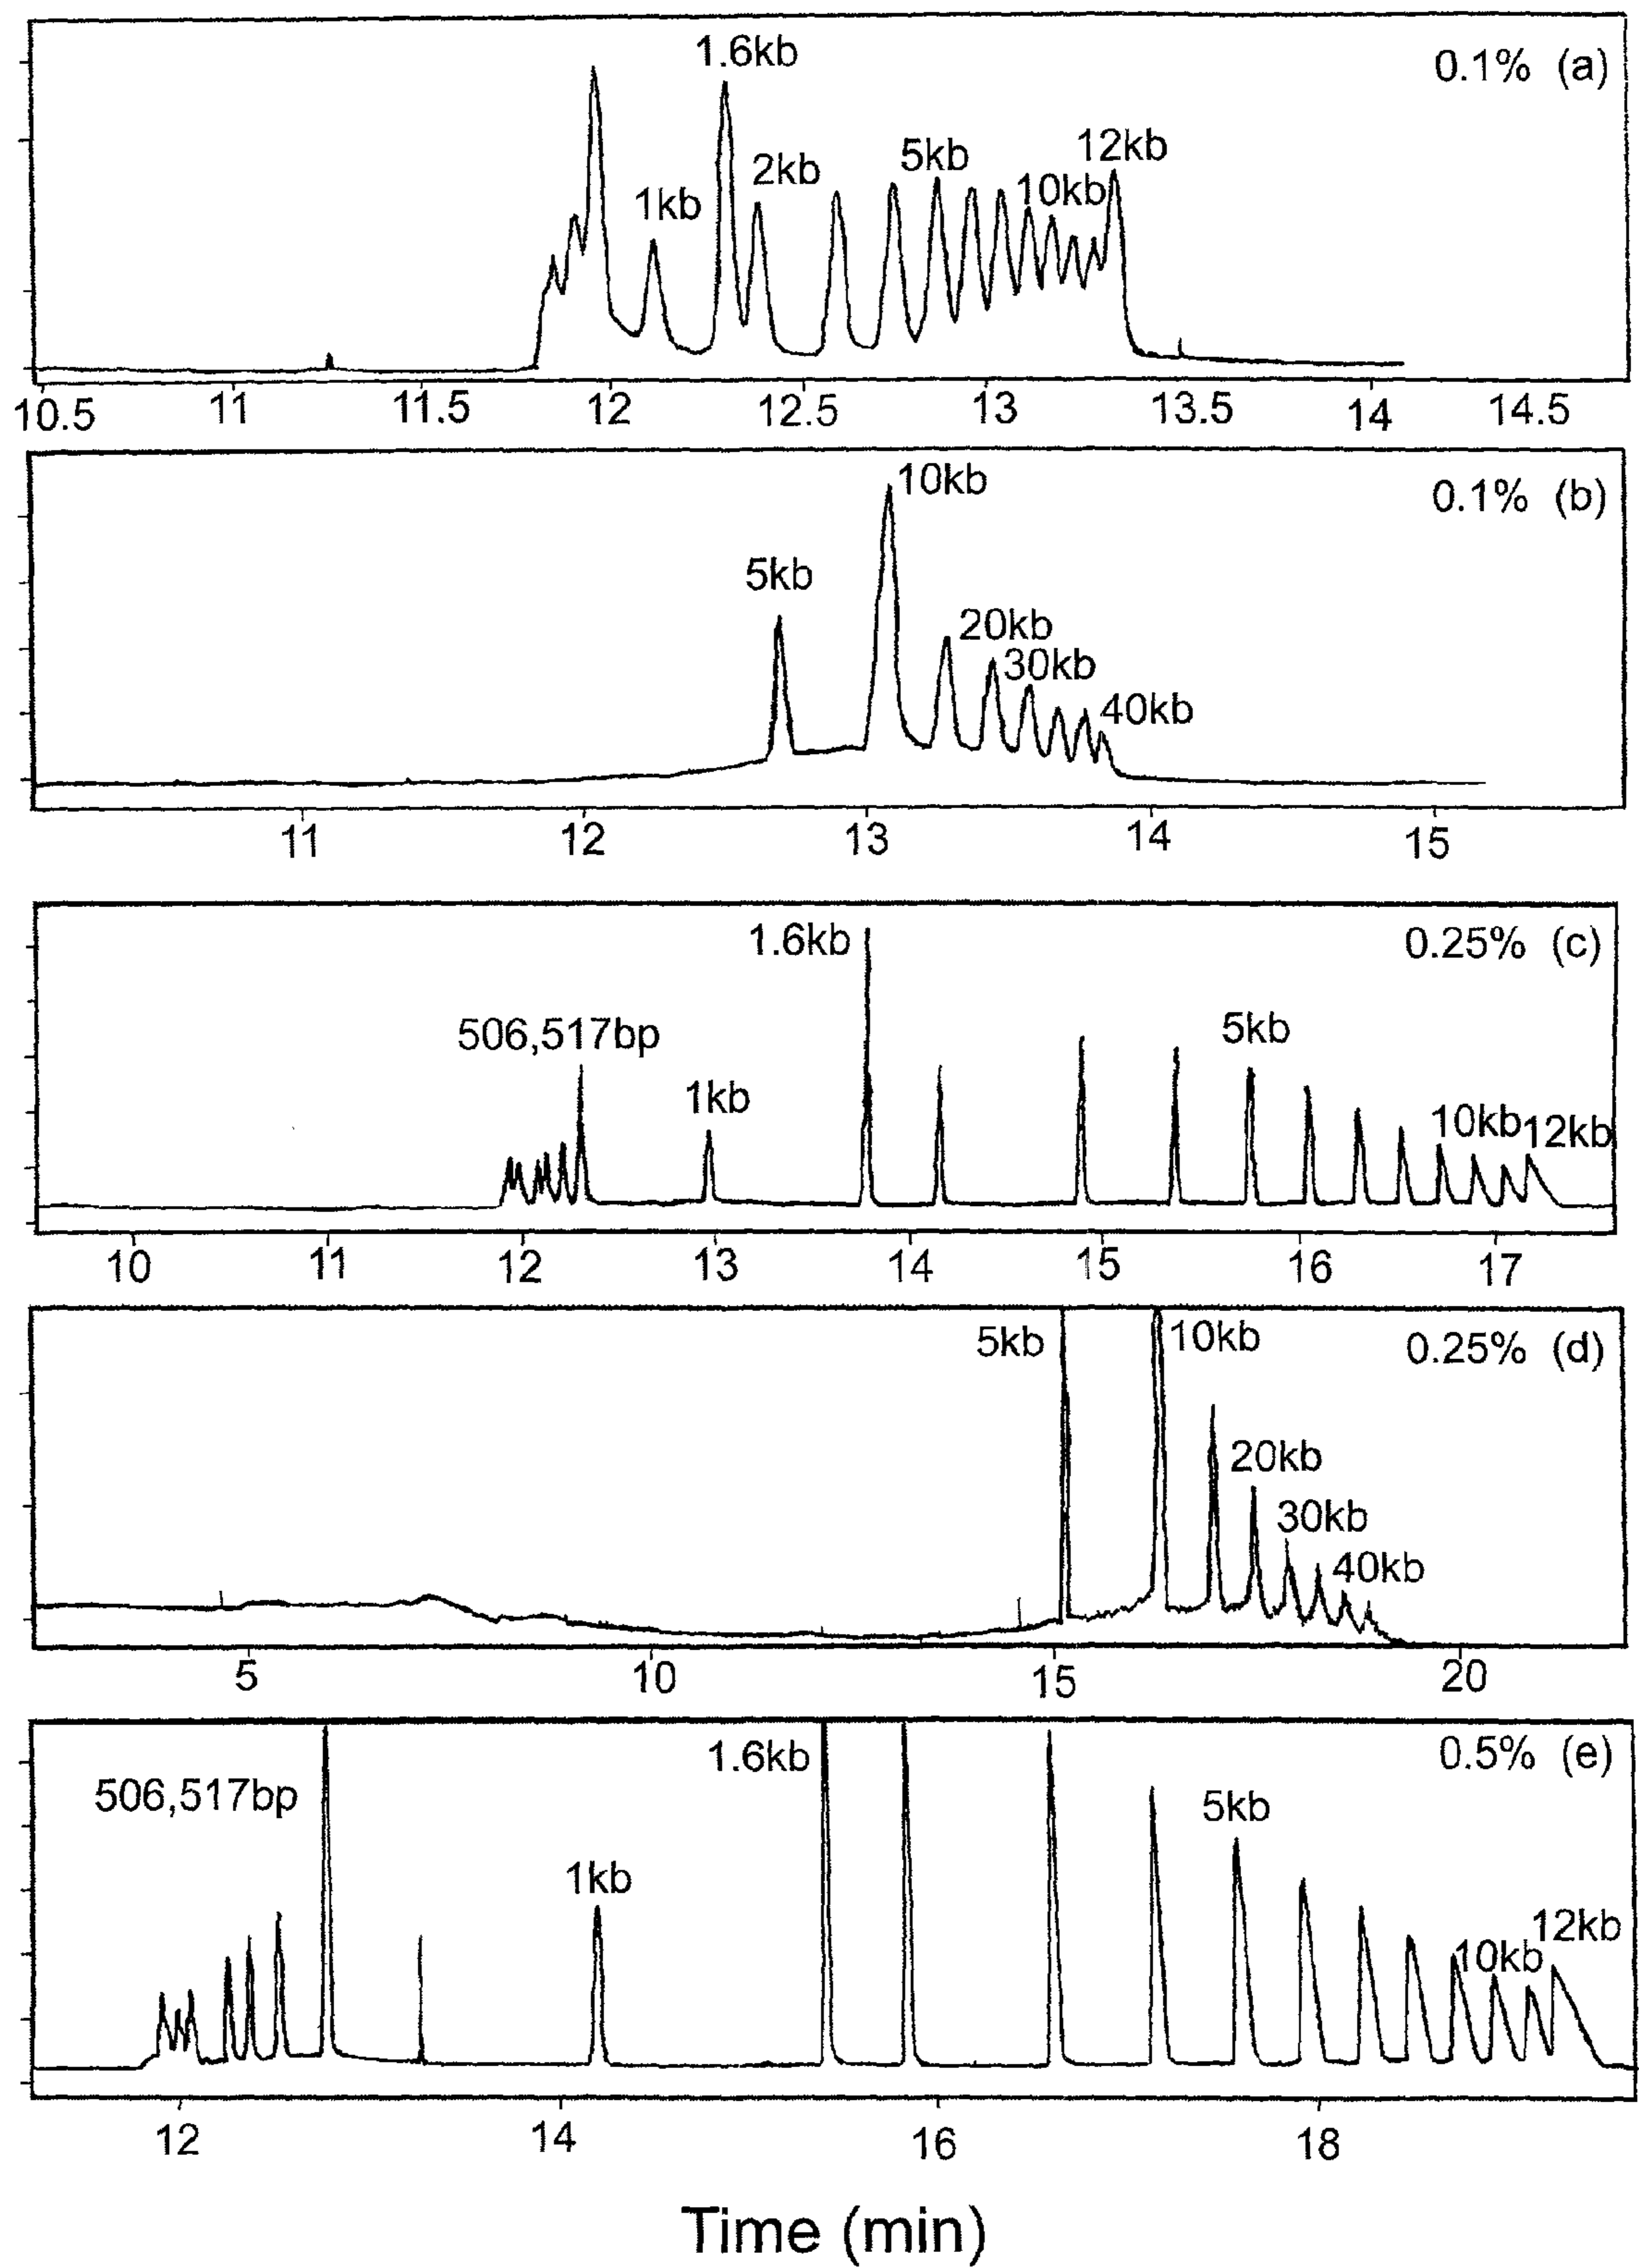 1.6kb
0.1% (a)
12kb
5kb
2kb
10kb
1kb
10.5 11 11.5 12 12.5 13 13.5 14 14.5
10kb
0.1% (b)
5kb
20kb
30kb
40kb
11 12 13 14 15
1.6kb
0.25% (c)
506,517bp
5kb
1kb
10kb
12kb
10 11 12 13 14 15 16 17
5kb
10kb
0.25% (d)
20kb
30kb
40kb
5 10 15 20
1.6kb
0.5% (e)
506,517bp
5kb
1kb
12kb
10kb
12 14 16 18
Time (min)